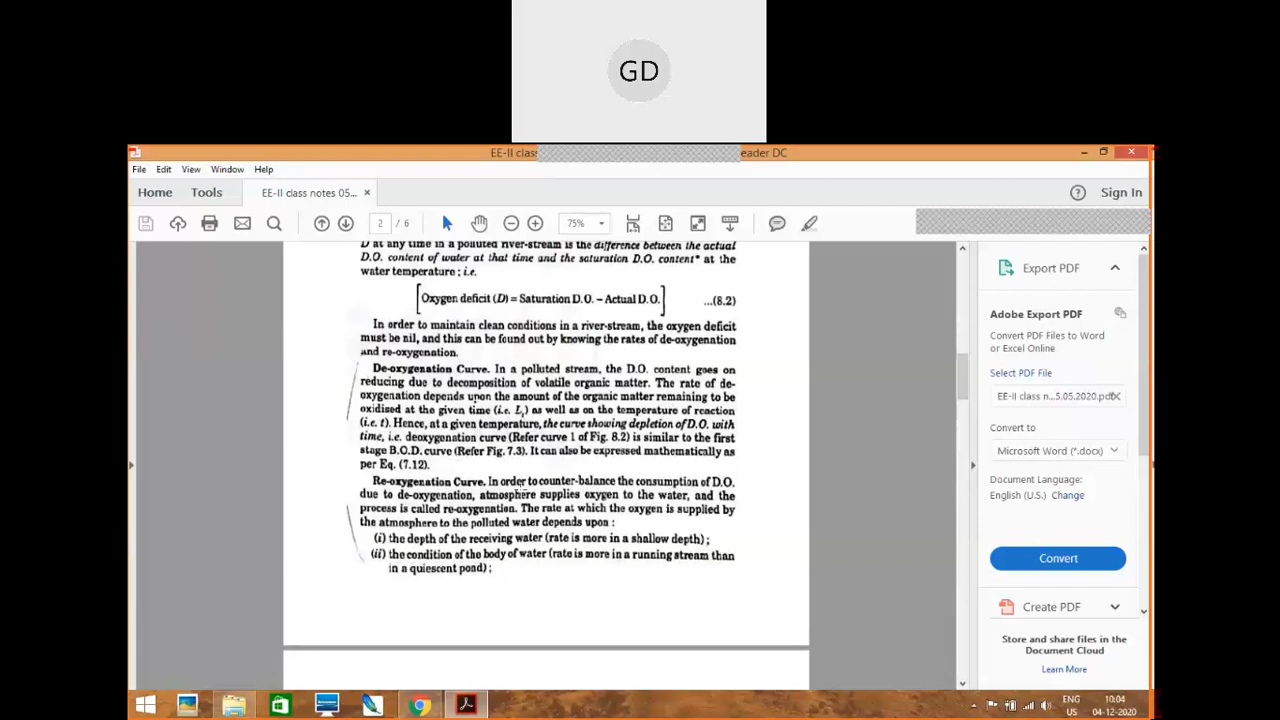 GD
EE-II class
eader DC
File Edit View Window Help
Home Tools EE-II class notes 05... ×
Sign In
2 / 6 75%
D at any time in a polluted river-stream is the difference between the actual
D.O. content of water at that time and the saturation D.O. content* at the
water temperature ; i.e.
[Oxygen deficit (D) = Saturation D.O. – Actual D.O.] ...(8.2)
In order to maintain clean conditions in a river-stream, the oxygen deficit
must be nil, and this can be found out by knowing the rates of de-oxygenation
and re-oxygenation.
De-oxygenation Curve. In a polluted stream, the D.O. content goes on
reducing due to decomposition of volatile organic matter. The rate of de-
oxygenation depends upon the amount of the organic matter remaining to be
oxidised at the given time (i.e. Lt) as well as on the temperature of reaction
(i.e. t). Hence, at a given temperature, the curve showing depletion of D.O. with
time, i.e. deoxygenation curve (Refer curve 1 of Fig. 8.2) is similar to the first
stage B.O.D. curve (Refer Fig. 7.3). It can also be expressed mathematically as
per Eq. (7.12).
Re-oxygenation Curve. In order to counter-balance the consumption of D.O.
due to de-oxygenation, atmosphere supplies oxygen to the water, and the
process is called re-oxygenation. The rate at which the oxygen is supplied by
the atmosphere to the polluted water depends upon :
(i) the depth of the receiving water (rate is more in a shallow depth) ;
(ii) the condition of the body of water (rate is more in a running stream than
in a quiescent pond) ;
Export PDF
Adobe Export PDF
Convert PDF Files to Word
or Excel Online
Select PDF File
EE-II class n...5.05.2020.pdf
Convert to
Microsoft Word (*.docx)
Document Language:
English (U.S.) Change
Convert
Create PDF
Store and share files in the
Document Cloud
Learn More
ENG
US
10:04
04-12-2020